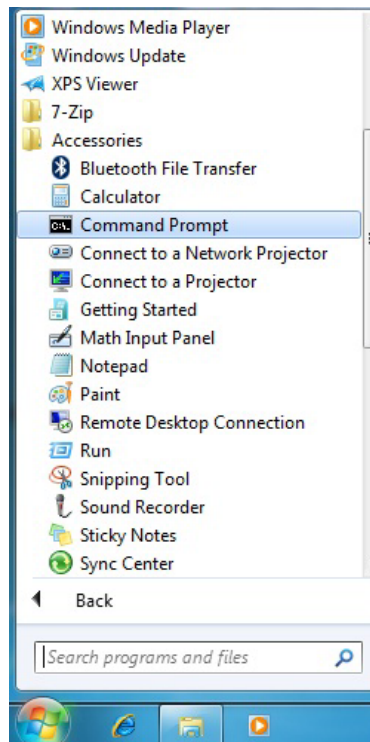 Windows Media Player
Windows Update
XPS Viewer
7-Zip
Accessories
Bluetooth File Transfer
Calculator
Command Prompt
Connect to a Network Projector
Connect to a Projector
Getting Started
Math Input Panel
Notepad
Paint
Remote Desktop Connection
Run
Snipping Tool
Sound Recorder
Sticky Notes
Sync Center
Back
Search programs and files